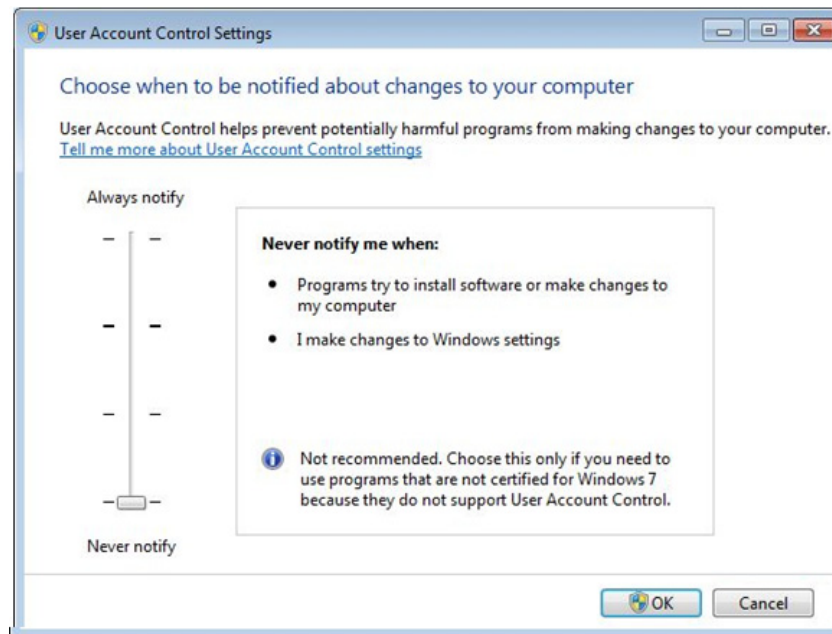 User Account Control Settings
Choose when to be notified about changes to your computer
User Account Control helps prevent potentially harmful programs from making changes to your computer.
Tell me more about User Account Control settings
Always notify
Never notify me when:
Programs try to install software or make changes to
my computer
I make changes to Windows settings
Not recommended. Choose this only if you need to
use programs that are not certified for Windows 7
because they do not support User Account Control.
Never notify
OK
Cancel